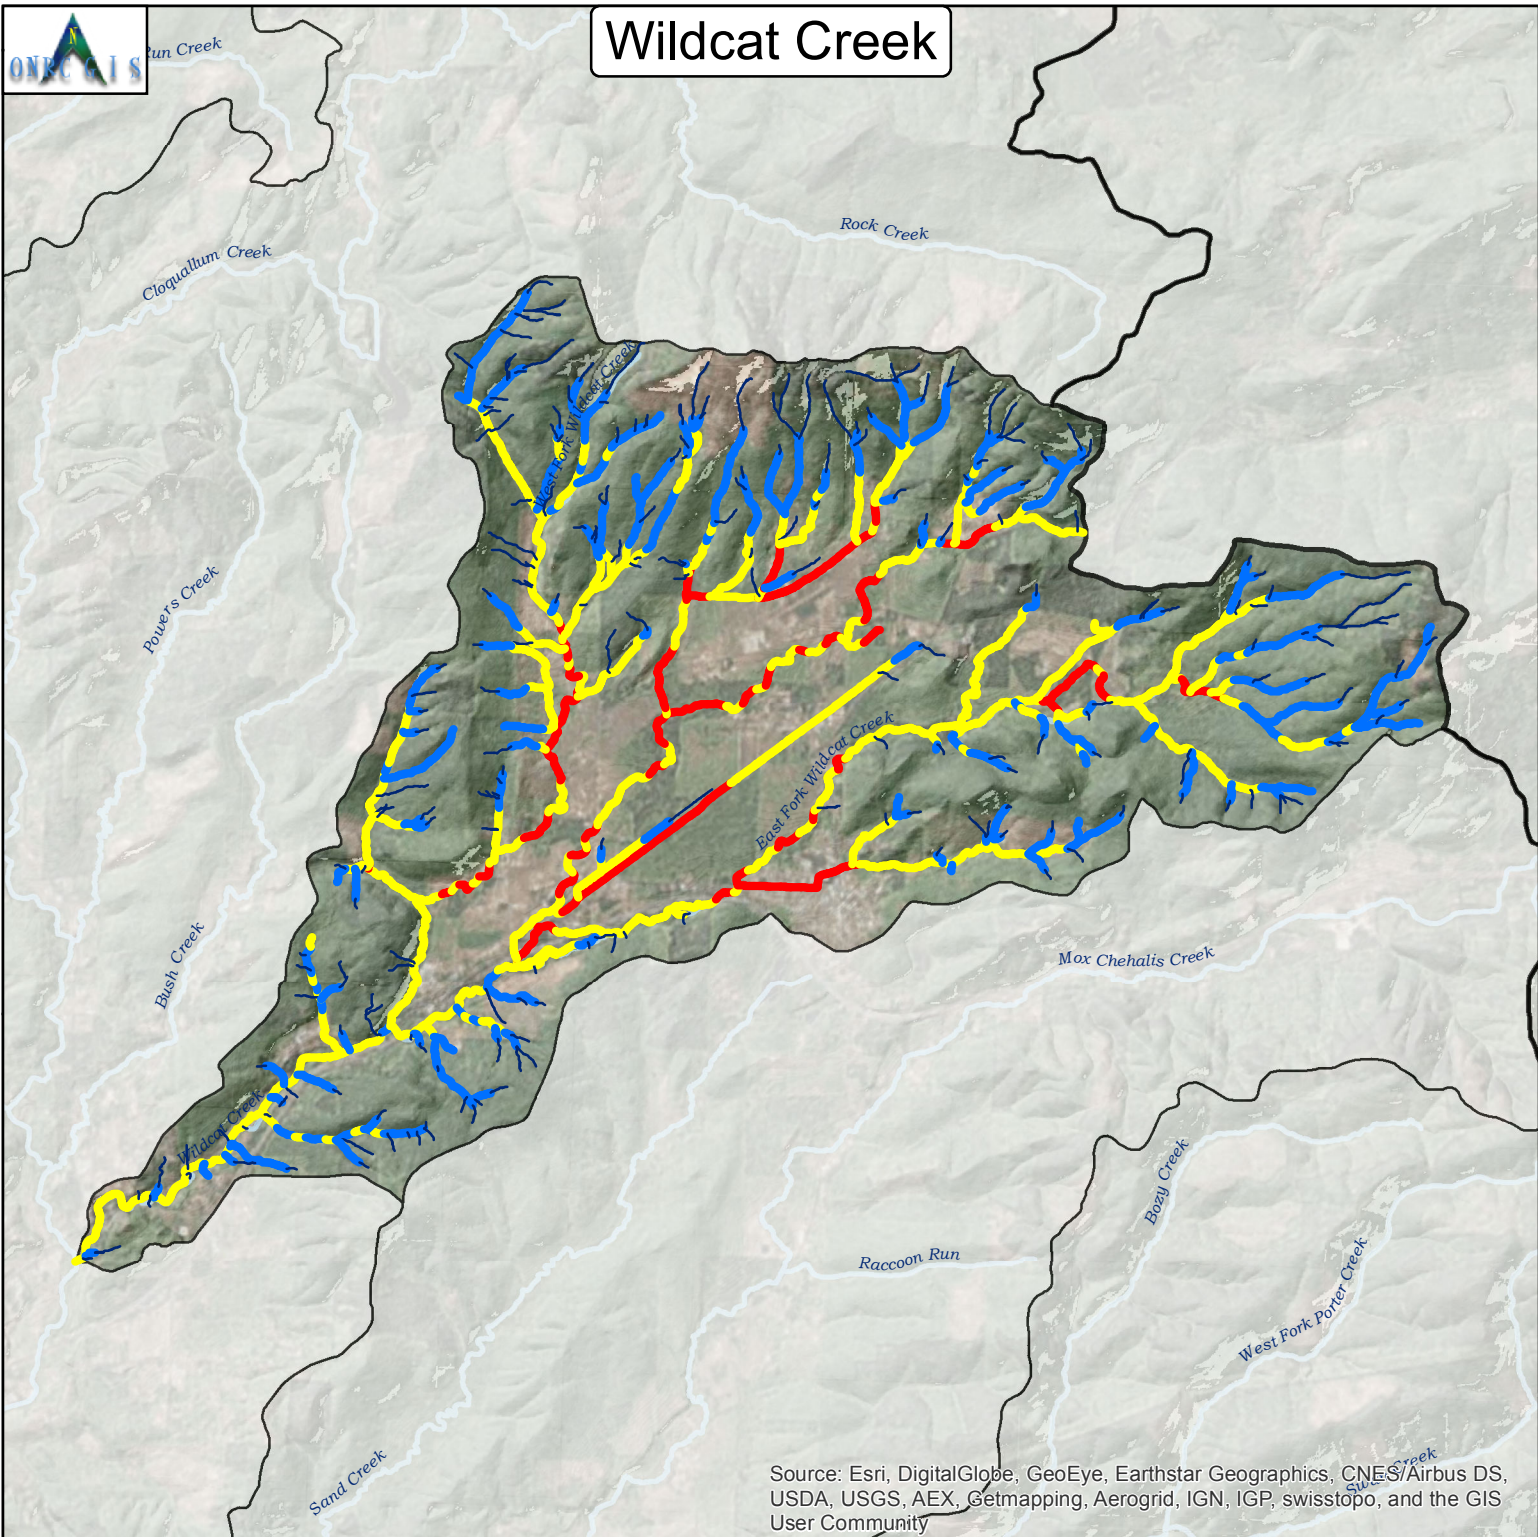 Wildcat Creek
N
ONRC GIS
Run Creek
Rock Creek
Cloquallum Creek
West Fork Wildcat Creek
Powers Creek
East Fork Wildcat Creek
Bush Creek
Mox Chehalis Creek
Wildcat Creek
Bozy Creek
Raccoon Run
West Fork Porter Creek
Sand Creek
Creek
Source: Esri, DigitalGlobe, GeoEye, Earthstar Geographics, CNES/Airbus DS,
USDA, USGS, AEX, Getmapping, Aerogrid, IGN, IGP, swisstopo, and the GIS
User Community